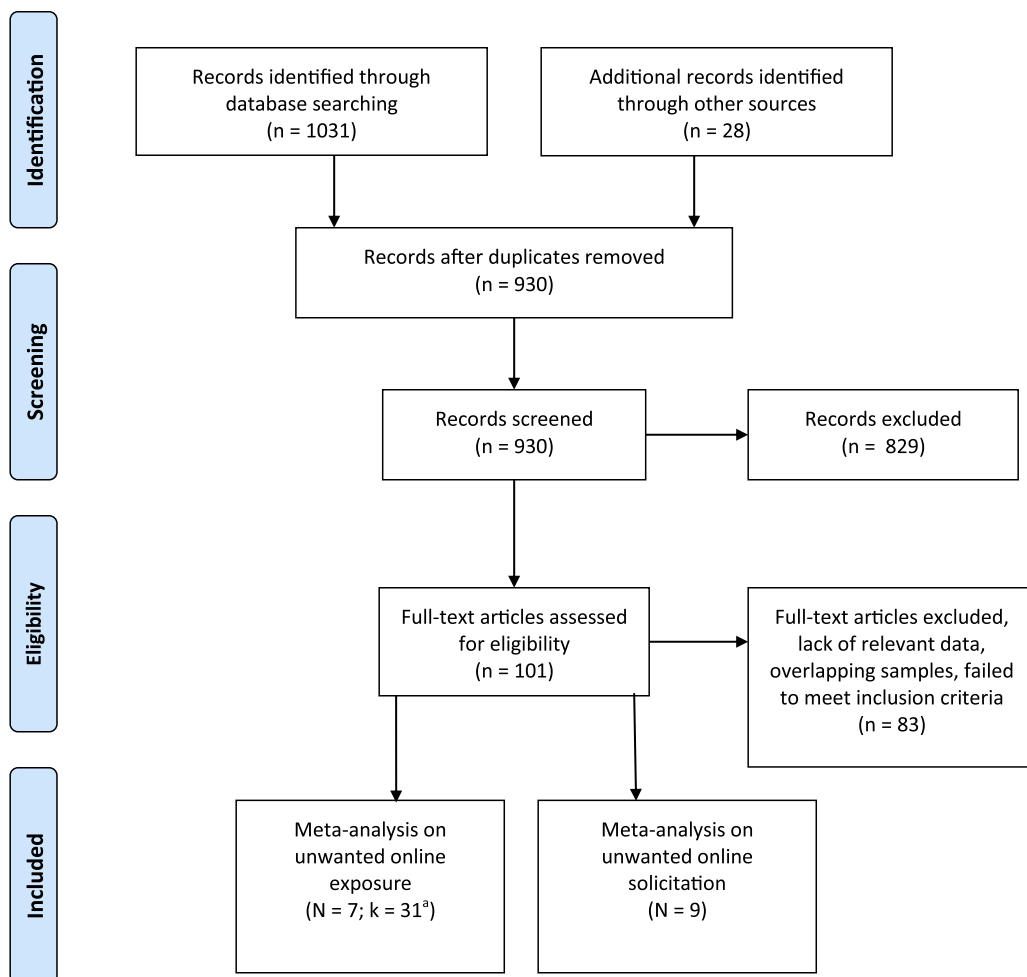 Identification
Records identified through
database searching
(n = 1031)
Additional records identified
through other sources
(n = 28)
Records after duplicates removed
(n = 930)
Screening
Records screened
(n = 930)
Records excluded
(n =  829)
Eligibility
Full-text articles assessed
for eligibility
(n = 101)
Full-text articles excluded,
lack of relevant data,
overlapping samples, failed
to meet inclusion criteria
(n = 83)
Included
Meta-analysis on
unwanted online
exposure
(N = 7; k = 31ᵃ)
Meta-analysis on
unwanted online
solicitation
(N = 9)